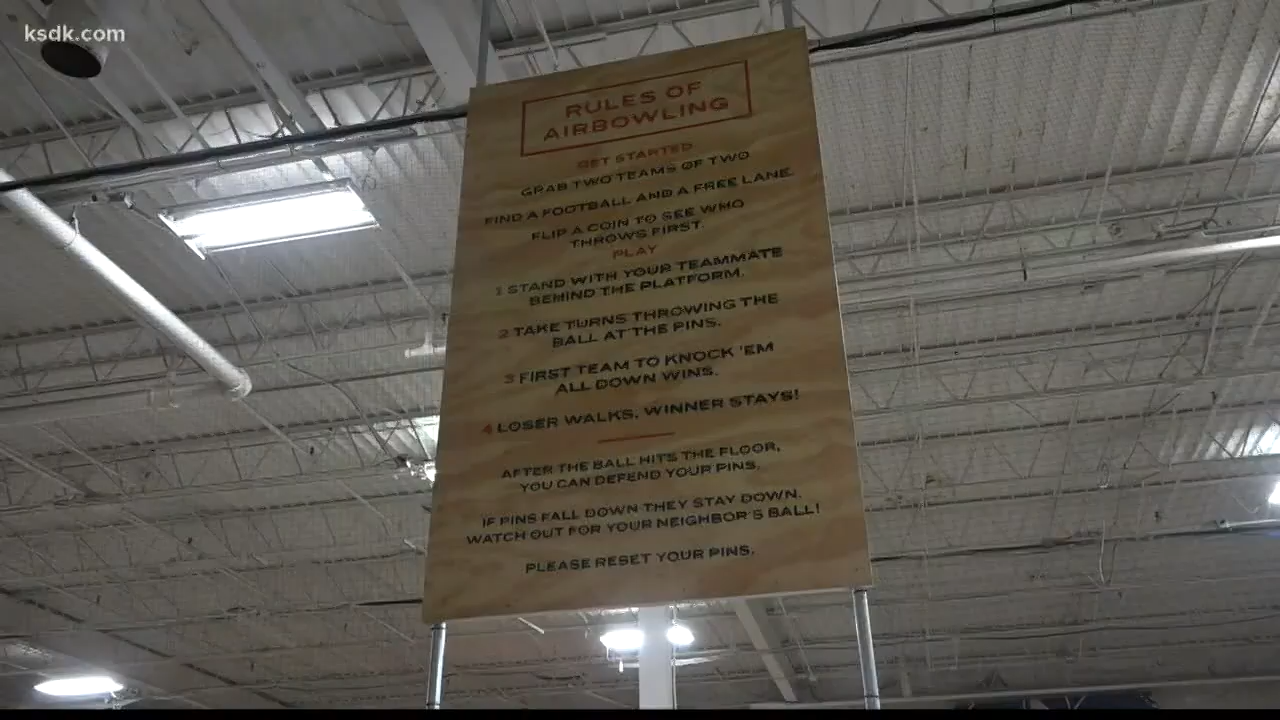 ksdk.com
RULES OF
AIRBOWLING
GET STARTED
GRAB TWO TEAMS OF TWO
FIND A FOOTBALL AND A FREE LANE.
FLIP A COIN TO SEE WHO
THROWS FIRST.
PLAY
1 STAND WITH YOUR TEAMMATE
BEHIND THE PLATFORM.
2 TAKE TURNS THROWING THE
BALL AT THE PINS.
3 FIRST TEAM TO KNOCK 'EM
ALL DOWN WINS.
4 LOSER WALKS, WINNER STAYS!
AFTER THE BALL HITS THE FLOOR,
YOU CAN DEFEND YOUR PINS.
IF PINS FALL DOWN THEY STAY DOWN.
WATCH OUT FOR YOUR NEIGHBOR'S BALL!
PLEASE RESET YOUR PINS.